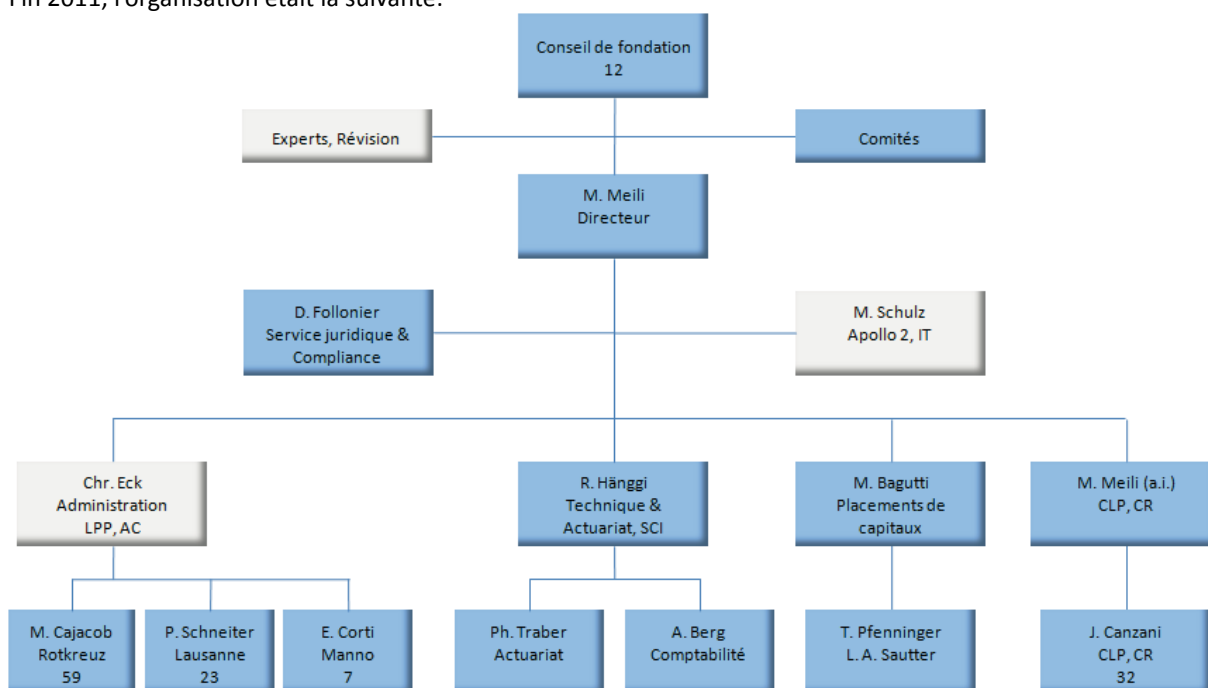 Fin 2011, l'organisation était la suivante:
Conseil de fondation
12
Experts, Révision
Comités
M. Meili
Directeur
D. Follonier
Service juridique &
Compliance
M. Schulz
Apollo 2, IT
Chr. Eck
Administration
LPP, AC
R. Hänggi
Technique &
Actuariat, SCI
M. Bagutti
Placements de
capitaux
M. Meili (a.i.)
CLP, CR
M. Cajacob
Rotkreuz
59
P. Schneiter
Lausanne
23
E. Corti
Manno
7
Ph. Traber
Actuariat
A. Berg
Comptabilité
T. Pfenninger
L. A. Sautter
J. Canzani
CLP, CR
32